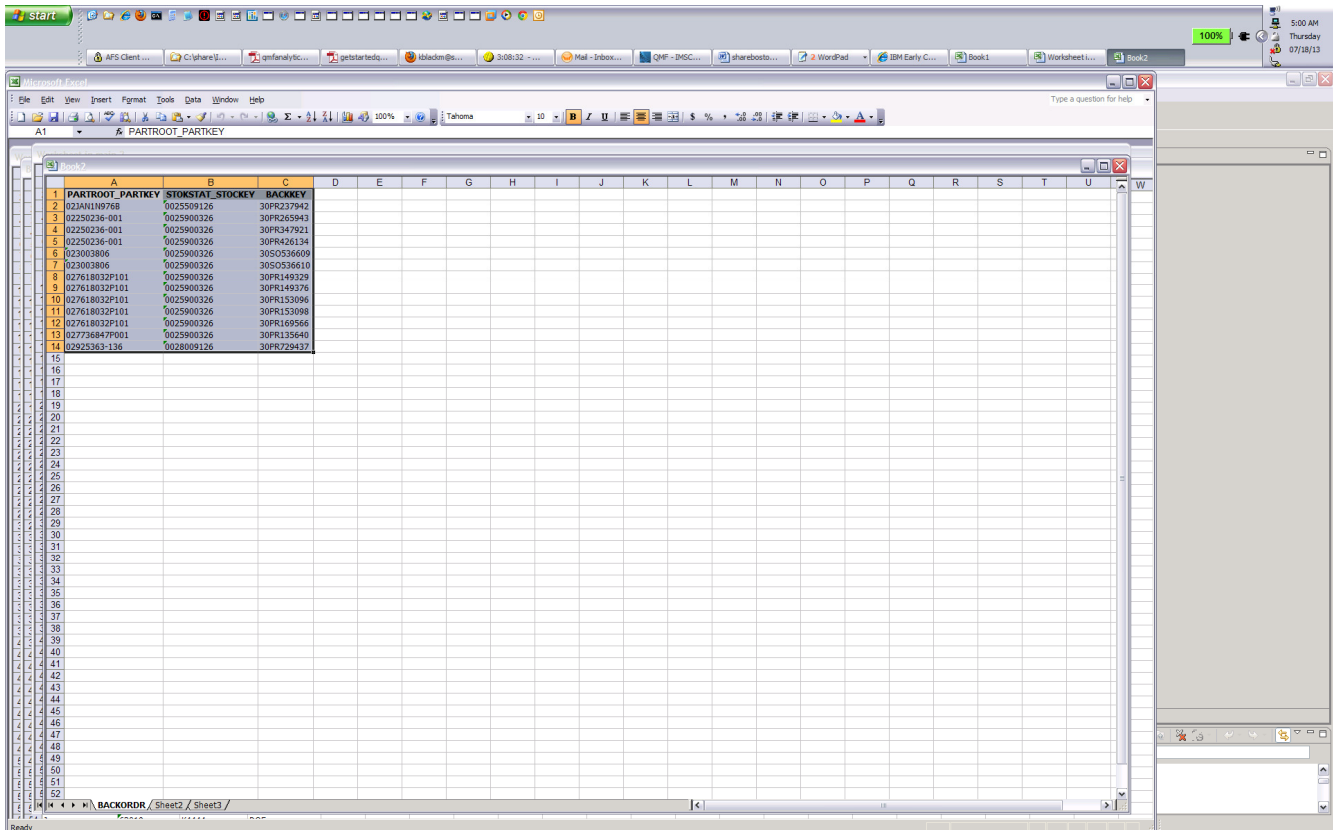 start
5:00 AM
100%
Thursday
07/18/13
AFS Client ...
C:\share\I...
qmfanalytic...
getstartedq...
kblackm@s...
3:08:32 - ...
Mail - Inbox...
QMF - IMSC...
sharebosto...
2 WordPad
IBM Early C...
Book1
Worksheet i...
Book2
Microsoft Excel
File Edit View Insert Format Tools Data Window Help
Type a question for help
100%
Tahoma
10
B I U
$ % ,
A1
fx PARTROOT_PARTKEY
Book2
A B C D E F G H I J K L M N O P Q R S T U
W
1 PARTROOT_PARTKEY STOKSTAT_STOCKEY BACKKEY
2 02JAN1N976B 0025509126 30PR237942
3 02250236-001 0025900326 30PR265943
4 02250236-001 0025900326 30PR347921
5 02250236-001 0025900326 30PR426134
6 023003806 0025900326 30SO536609
7 023003806 0025900326 30SO536610
8 027618032P101 0025900326 30PR149329
9 027618032P101 0025900326 30PR149376
10 027618032P101 0025900326 30PR153096
11 027618032P101 0025900326 30PR153098
12 027618032P101 0025900326 30PR169566
13 027736847P001 0025900326 30PR135640
14 02925363-136 0028009126 30PR729437
15
16
17
18
19
20
21
22
23
24
25
26
27
28
29
30
31
32
33
34
35
36
37
38
39
40
41
42
43
44
45
46
47
48
49
50
51
52
BACKORDR Sheet2 Sheet3
Ready